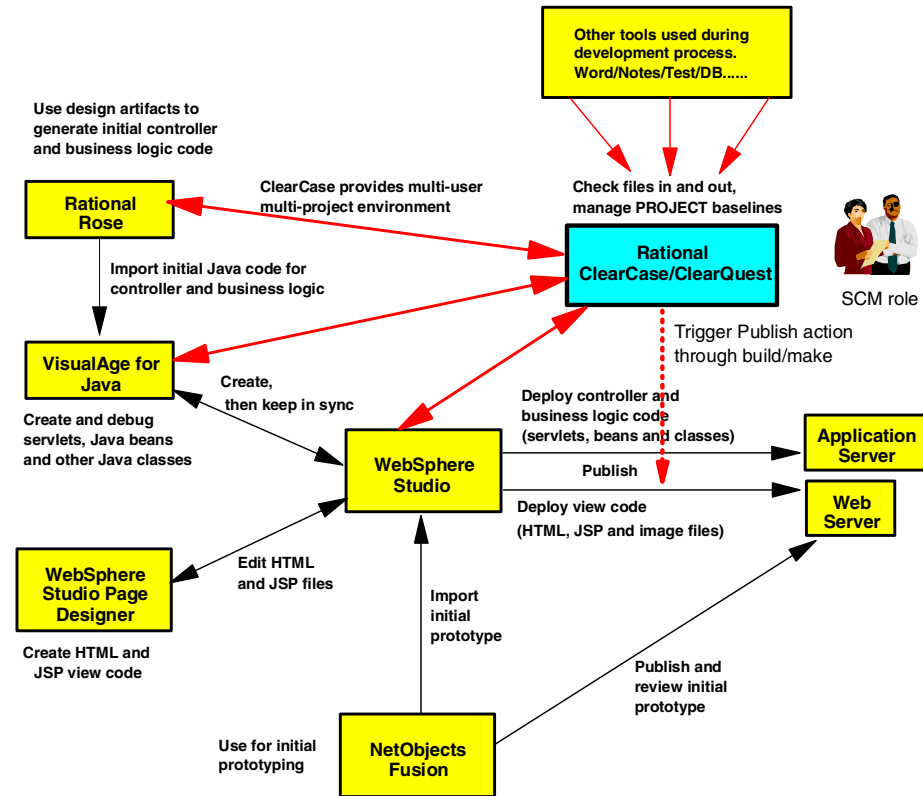 Other tools used during
development process.
Word/Notes/Test/DB......
Use design artifacts to
generate initial controller
and business logic code
ClearCase provides multi-user
multi-project environment
Check files in and out,
manage PROJECT baselines
Rational
Rose
Rational
ClearCase/ClearQuest
SCM role
Import initial Java code for
controller and business logic
Trigger Publish action
through build/make
VisualAge for
Java
Create,
then keep in sync
Create and debug
servlets, Java beans
and other Java classes
Deploy controller and
business logic code
(servlets, beans and classes)
Application
Server
WebSphere
Studio
Publish
Deploy view code
(HTML, JSP and image files)
Web
Server
WebSphere
Studio Page
Designer
Edit HTML
and JSP files
Create HTML and
JSP view code
Import
initial
prototype
Publish and
review initial
prototype
Use for initial
prototyping
NetObjects
Fusion